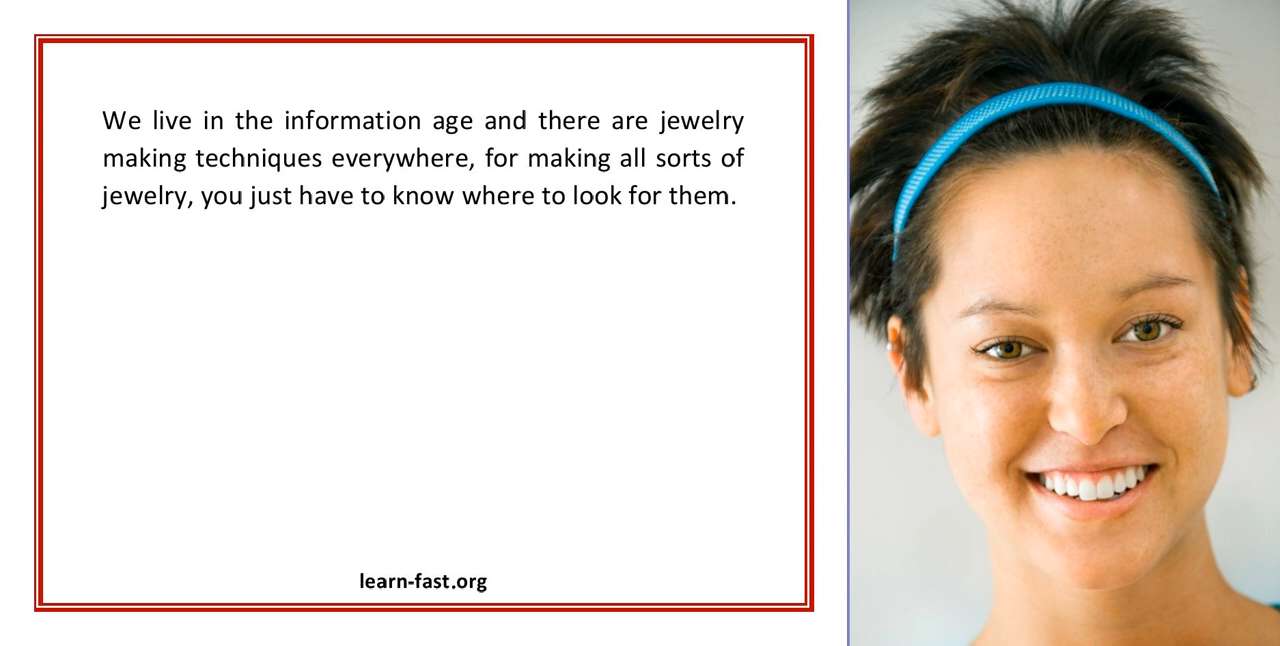 We live in the information age and there are jewelry
making techniques everywhere, for making all sorts of
jewelry, you just have to know where to look for them.
learn-fast.org